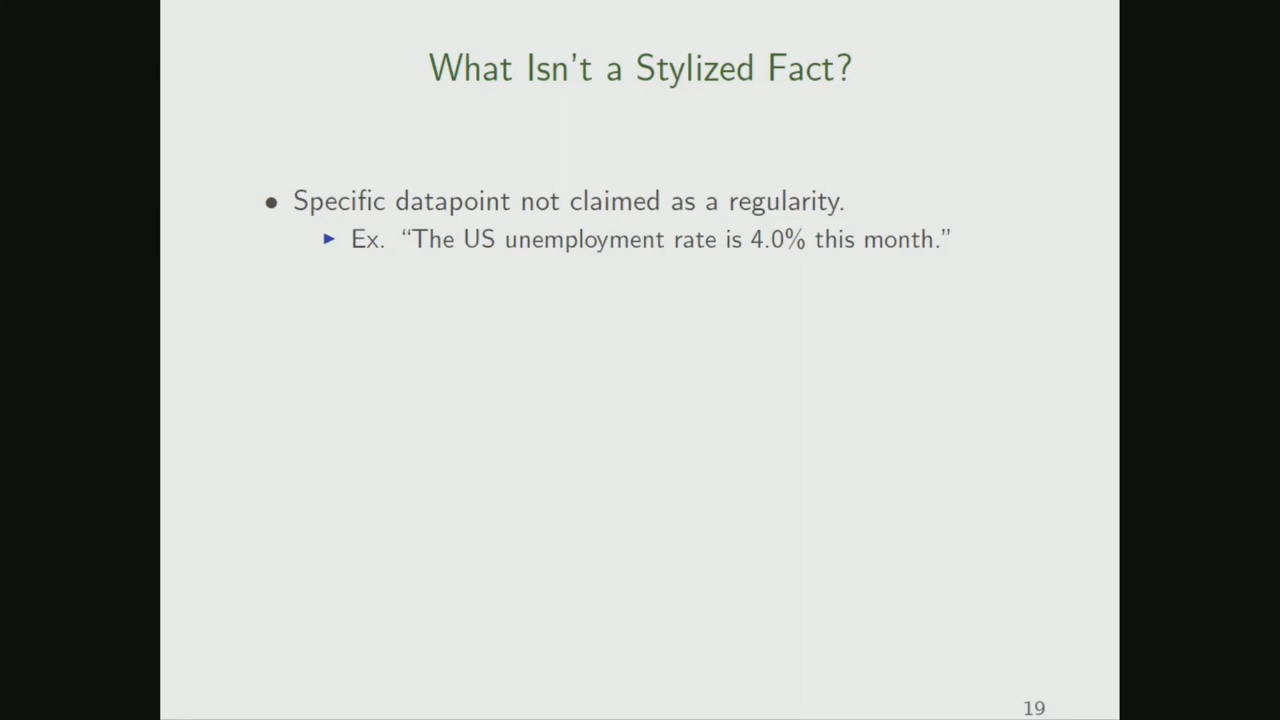 What Isn't a Stylized Fact?
● Specific datapoint not claimed as a regularity.
▶ Ex. “The US unemployment rate is 4.0% this month.”
19